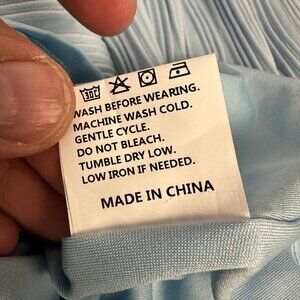 30C
WASH BEFORE WEARING.
MACHINE WASH COLD.
GENTLE CYCLE.
DO NOT BLEACH.
TUMBLE DRY LOW.
LOW IRON IF NEEDED.
MADE IN CHINA